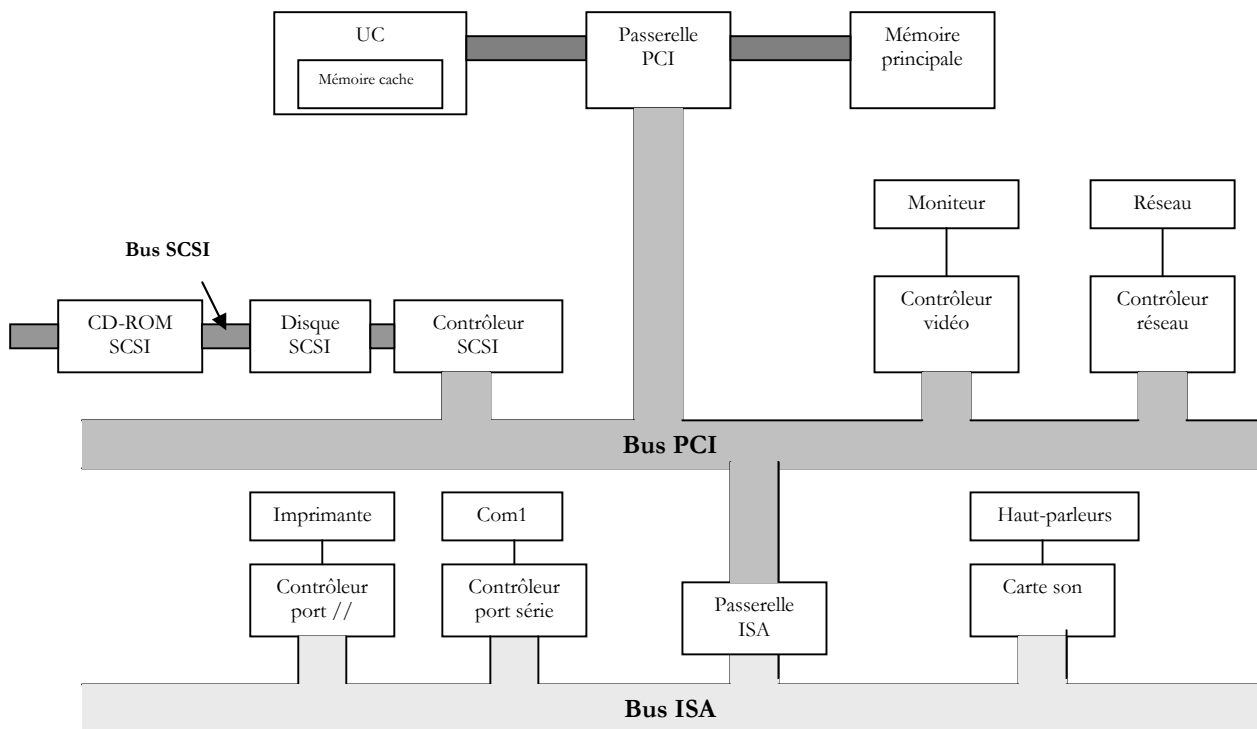 UC
Mémoire cache
Passerelle
PCI
Mémoire
principale
Moniteur
Réseau
Bus SCSI
CD-ROM
SCSI
Disque
SCSI
Contrôleur
SCSI
Contrôleur
vidéo
Contrôleur
réseau
Bus PCI
Imprimante
Com1
Haut-parleurs
Contrôleur
port //
Contrôleur
port série
Passerelle
ISA
Carte son
Bus ISA